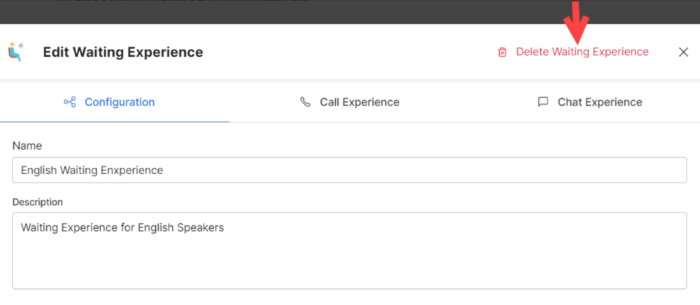 Edit Waiting Experience
Delete Waiting Experience
Configuration
Call Experience
Chat Experience
Name
English Waiting Enxperience
Description
Waiting Experience for English Speakers